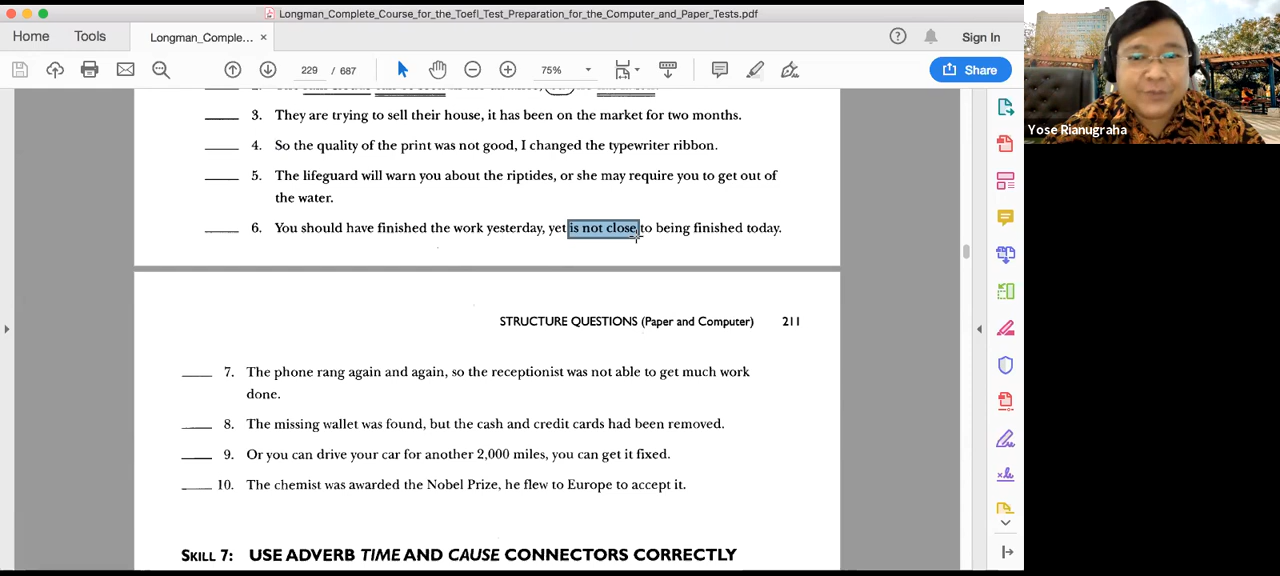 Longman_Complete_Course_for_the_Toefl_Test_Preparation_for_the_Computer_and_Paper_Tests.pdf
Home Tools Longman_Comple... × Sign In
229 / 687 75% Share
Yose Rianugraha
3. They are trying to sell their house, it has been on the market for two months.
4. So the quality of the print was not good, I changed the typewriter ribbon.
5. The lifeguard will warn you about the riptides, or she may require you to get out of
the water.
6. You should have finished the work yesterday, yet is not close to being finished today.
STRUCTURE QUESTIONS (Paper and Computer) 211
7. The phone rang again and again, so the receptionist was not able to get much work
done.
8. The missing wallet was found, but the cash and credit cards had been removed.
9. Or you can drive your car for another 2,000 miles, you can get it fixed.
10. The chemist was awarded the Nobel Prize, he flew to Europe to accept it.
SKILL 7: USE ADVERB TIME AND CAUSE CONNECTORS CORRECTLY